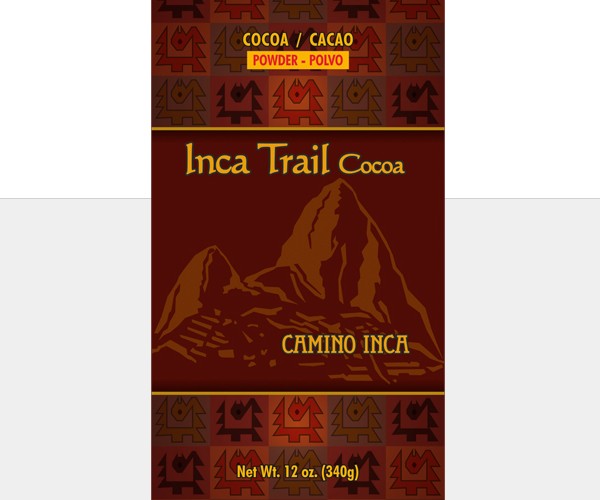 COCOA / CACAO
POWDER - POLVO
Inca Trail Cocoa
CAMINO INCA
Net Wt. 12 oz. (340g)